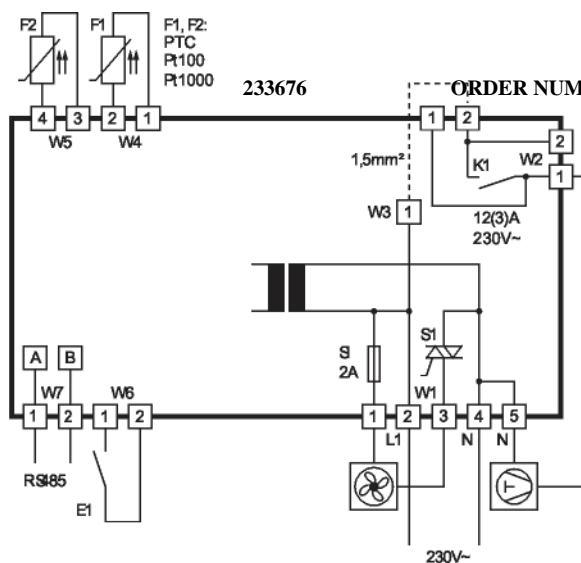 F2 F1 F1, F2:
PTC
Pt100
Pt1000
233676 ORDER NUM
4 3 2 1 1 2
W5 W4
2
1,5mm² K1 W2
1
W3 1 12(3)A
230V~
S1
SI
2A
A B
W7 W6 W1
1 2 1 2 1 2 3 4 5
L1 N N
RS485
E1
230V~